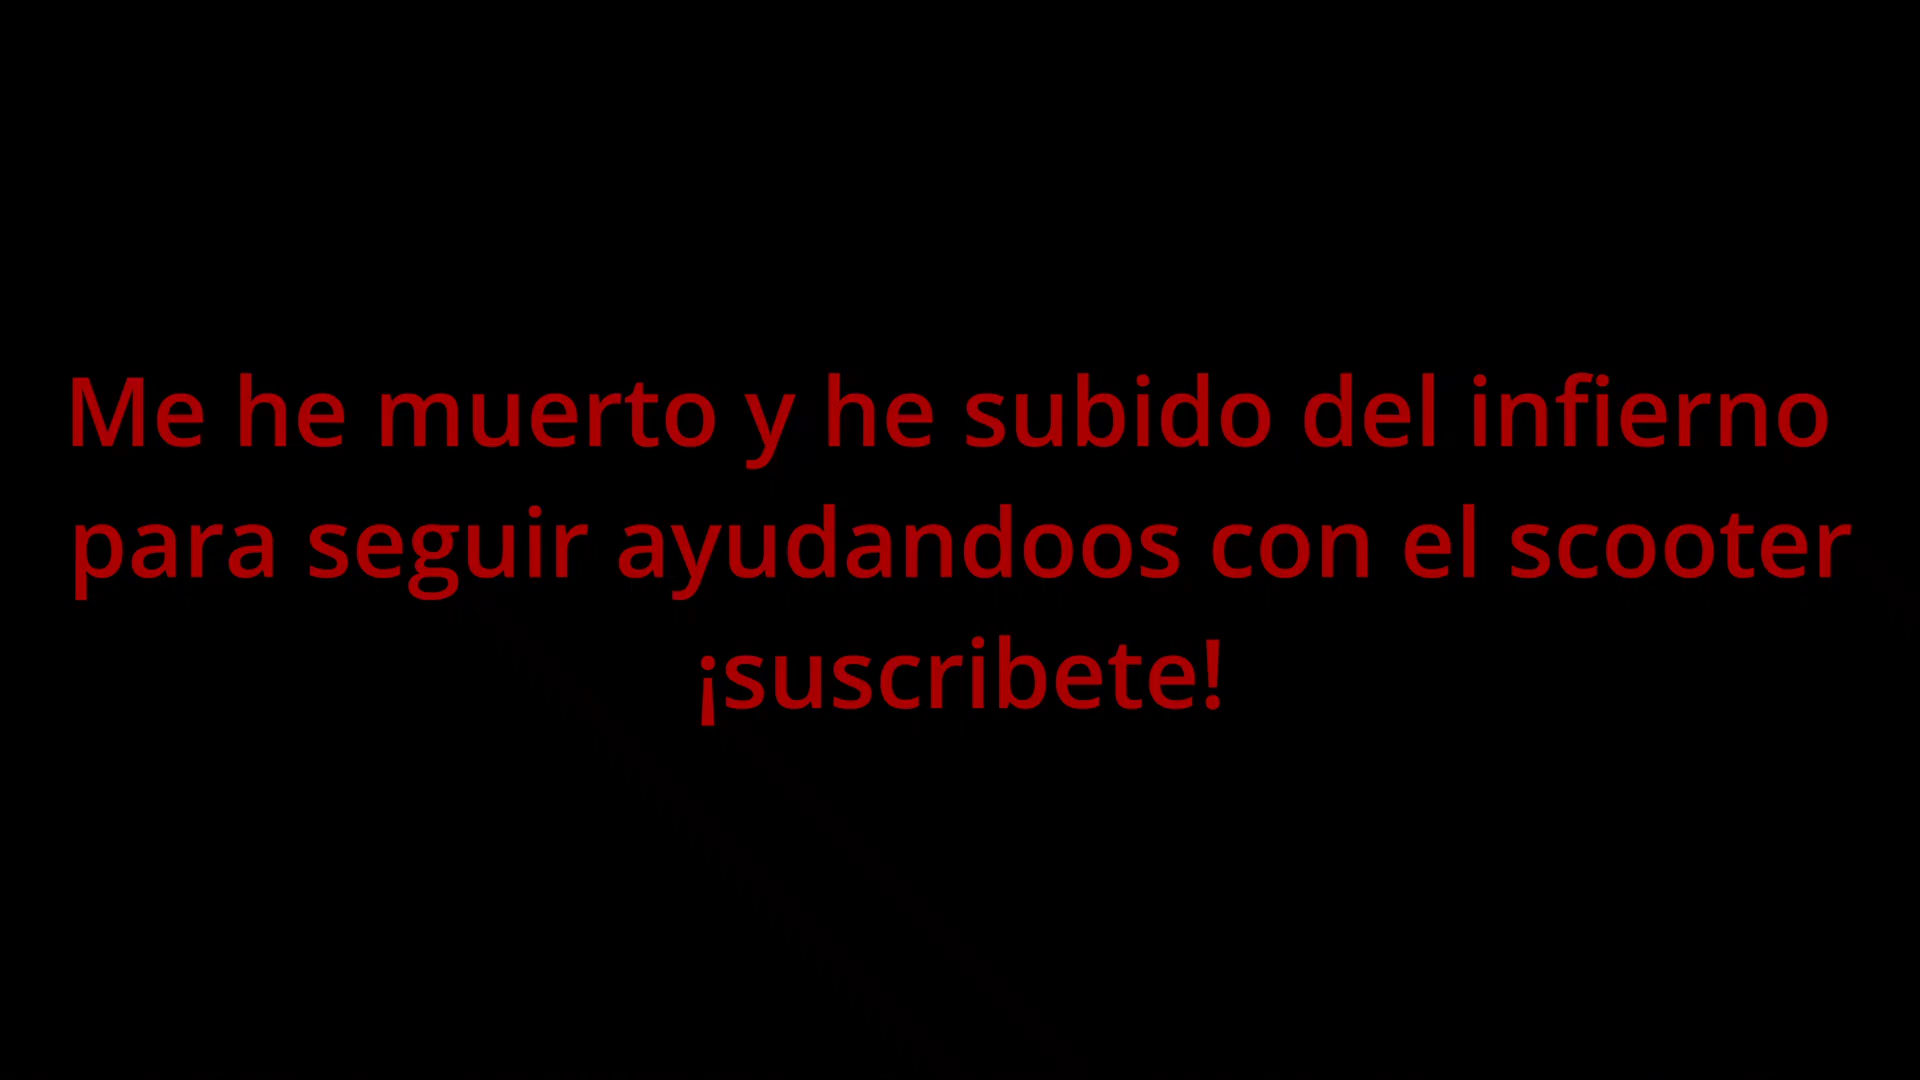 Me he muerto y he subido del infierno
para seguir ayudandoos con el scooter
¡suscribete!